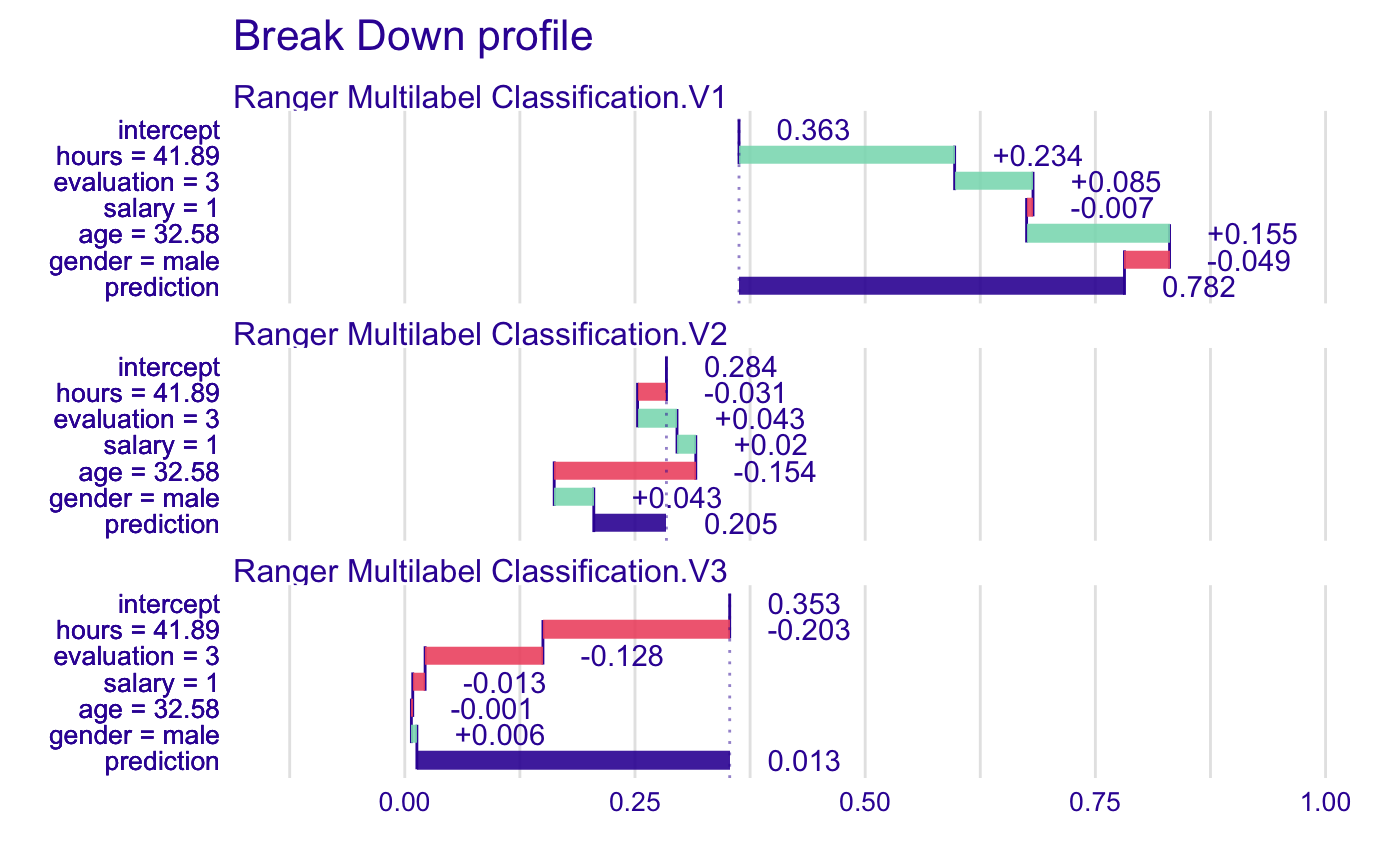 Break Down profile
Ranger Multilabel Classification.V1
intercept 0.363
hours = 41.89 +0.234
evaluation = 3 +0.085
salary = 1 -0.007
age = 32.58 +0.155
gender = male -0.049
prediction 0.782
Ranger Multilabel Classification.V2
intercept 0.284
hours = 41.89 -0.031
evaluation = 3 +0.043
salary = 1 +0.02
age = 32.58 -0.154
gender = male +0.043
prediction 0.205
Ranger Multilabel Classification.V3
intercept 0.353
hours = 41.89 -0.203
evaluation = 3 -0.128
salary = 1 -0.013
age = 32.58 -0.001
gender = male +0.006
prediction 0.013
0.00 0.25 0.50 0.75 1.00